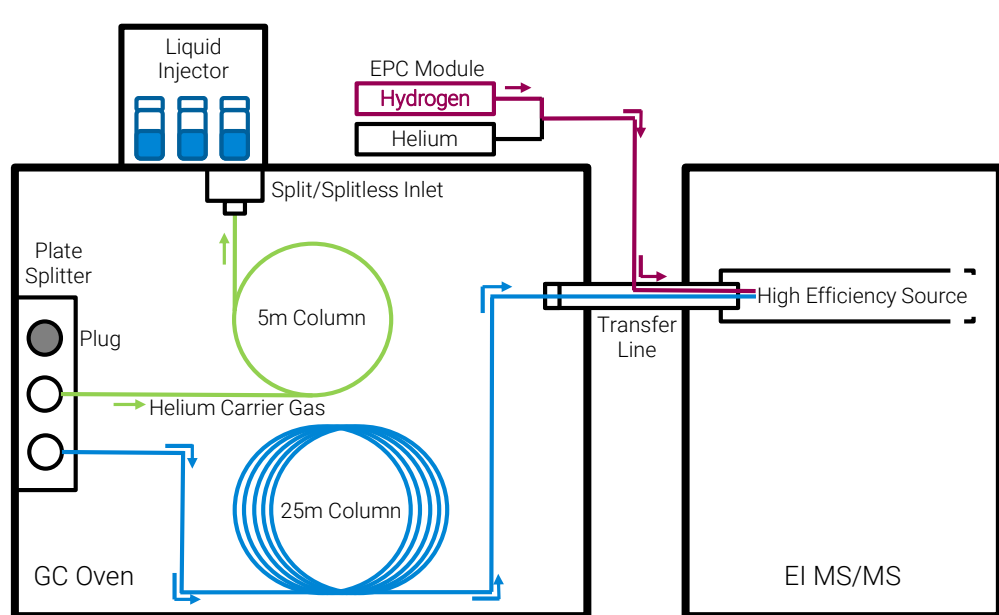 Liquid
Injector
EPC Module
Hydrogen
Helium
Split/Splitless Inlet
Plate
Splitter
5m Column
High Efficiency Source
Plug
Transfer
Line
Helium Carrier Gas
25m Column
GC Oven
EI MS/MS